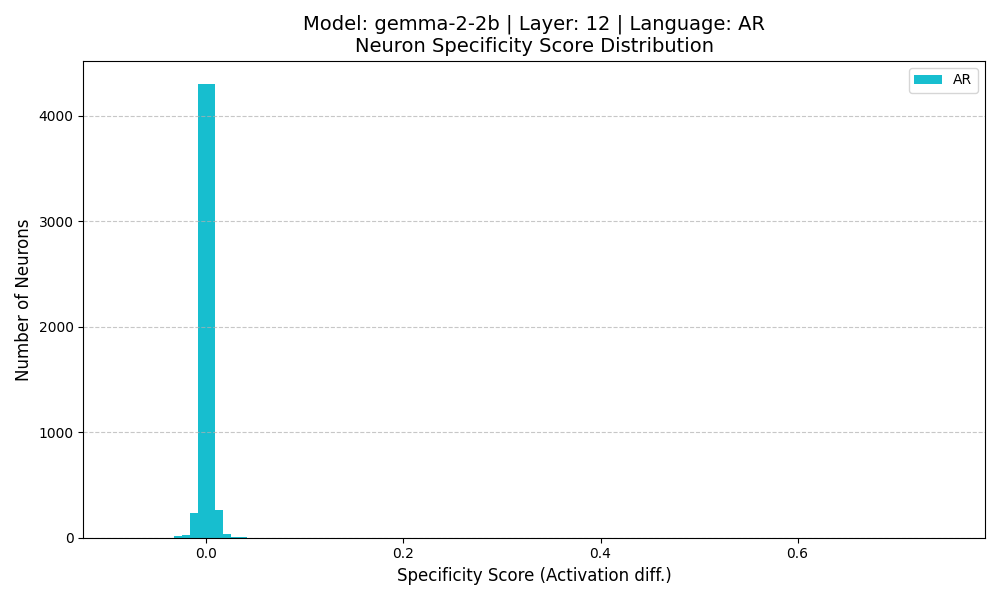 Model: gemma-2-2b | Layer: 12 | Language: AR
Neuron Specificity Score Distribution
AR
Number of Neurons
4000
3000
2000
1000
0
0.0
0.2
0.4
0.6
Specificity Score (Activation diff.)